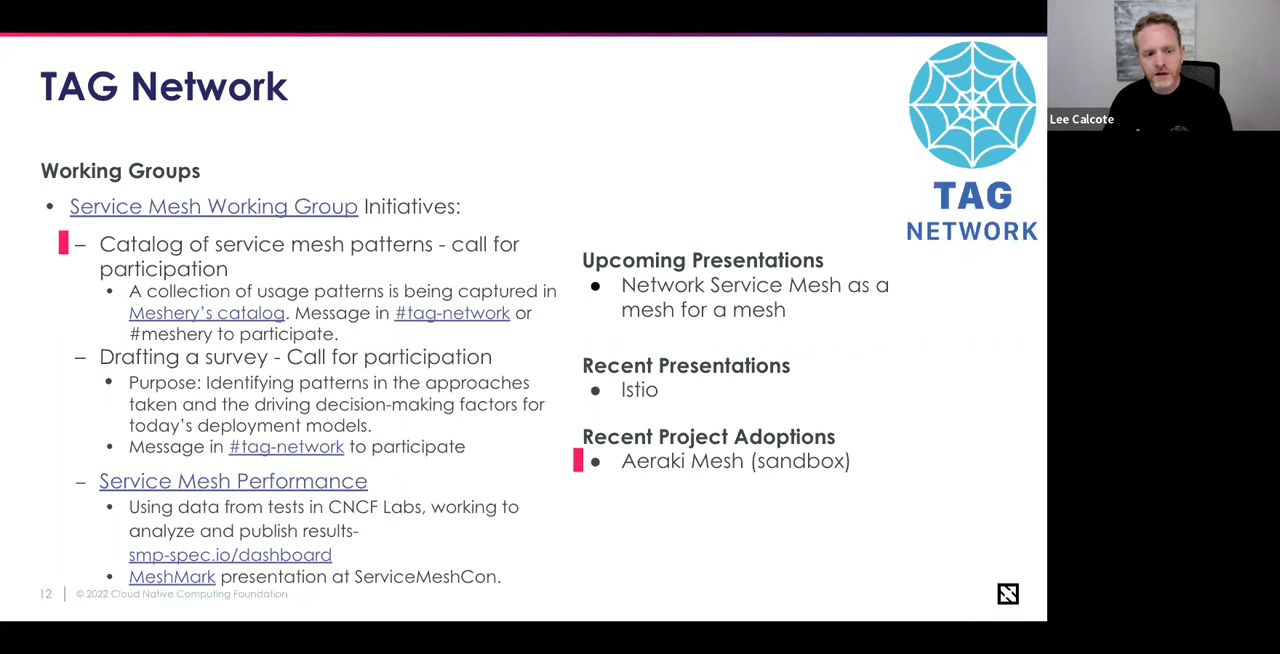 TAG Network
Working Groups
• Service Mesh Working Group Initiatives:
– Catalog of service mesh patterns - call for
participation
• A collection of usage patterns is being captured in
Meshery's catalog. Message in #tag-network or
#meshery to participate.
– Drafting a survey - Call for participation
• Purpose: Identifying patterns in the approaches
taken and the driving decision-making factors for
today's deployment models.
• Message in #tag-network to participate
– Service Mesh Performance
• Using data from tests in CNCF Labs, working to
analyze and publish results-
smp-spec.io/dashboard
• MeshMark presentation at ServiceMeshCon.
TAG
NETWORK
Upcoming Presentations
● Network Service Mesh as a
mesh for a mesh
Recent Presentations
● Istio
Recent Project Adoptions
● Aeraki Mesh (sandbox)
12 | © 2022 Cloud Native Computing Foundation
Lee Calcote